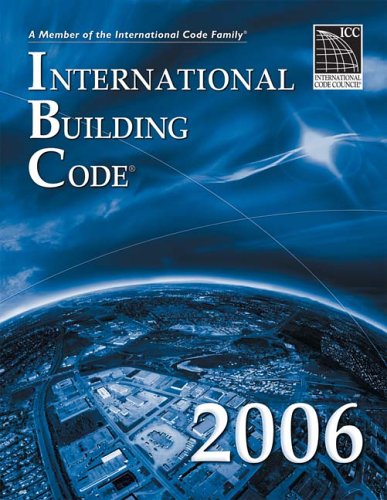 A Member of the International Code Family®
ICC
INTERNATIONAL
CODE COUNCIL®
INTERNATIONAL
BUILDING
CODE®
2006